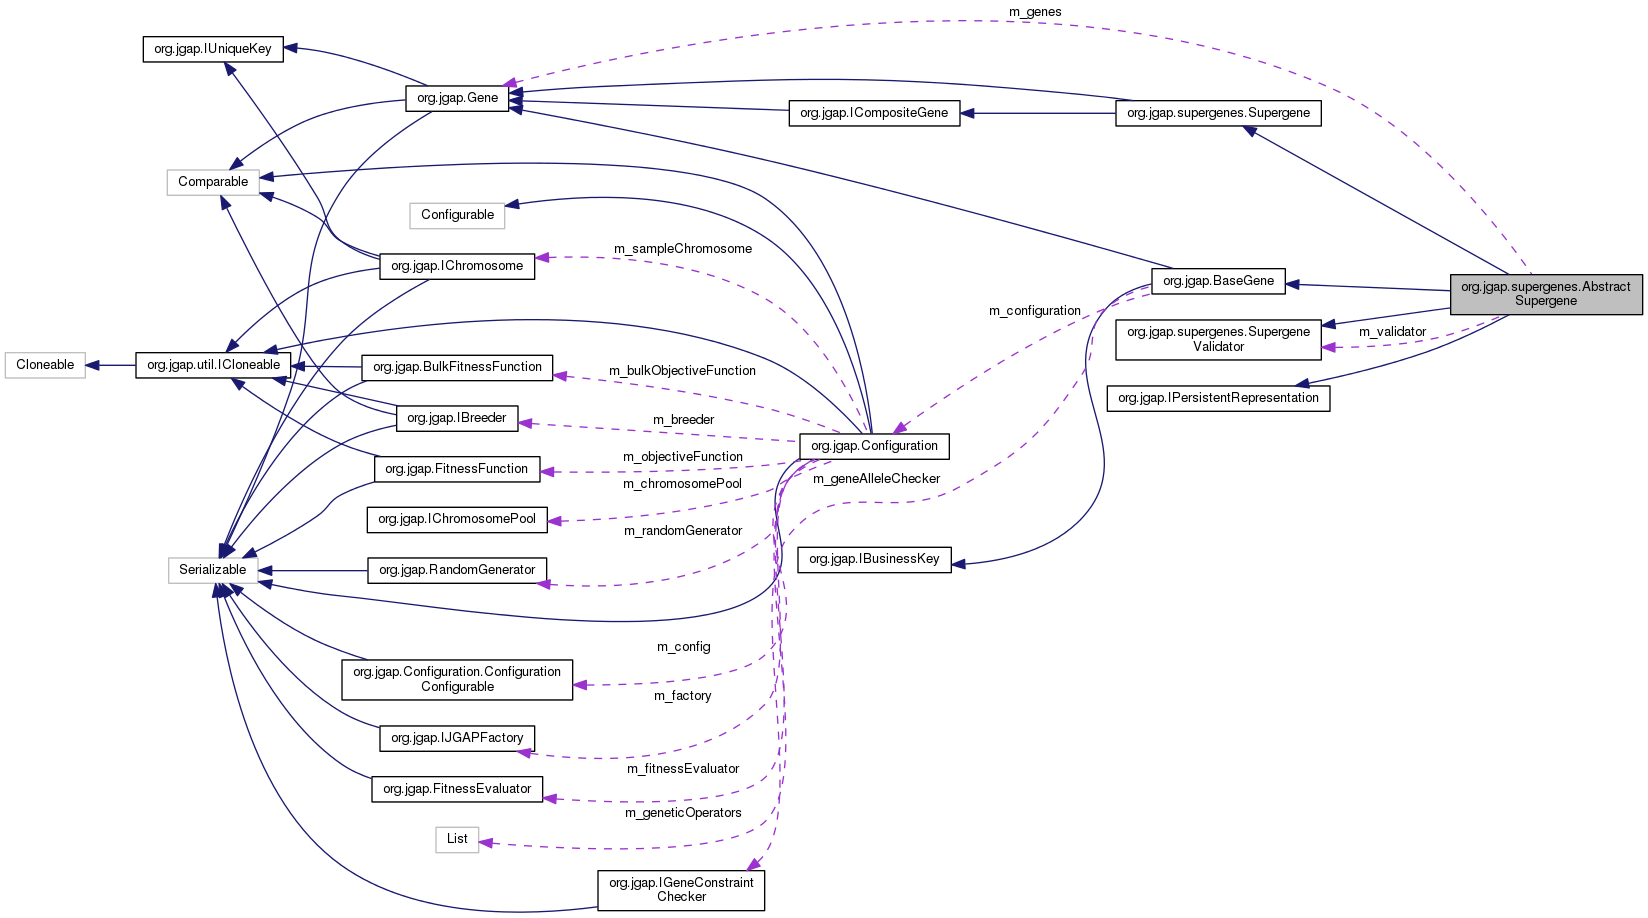 m_genes
org.jgap.IUniqueKey
org.jgap.Gene
org.jgap.ICompositeGene
org.jgap.supergenes.Supergene
Comparable
Configurable
m_sampleChromosome
org.jgap.IChromosome
org.jgap.BaseGene
org.jgap.supergenes.Abstract
Supergene
m_configuration
org.jgap.supergenes.Supergene
Validator
m_validator
Cloneable
org.jgap.util.ICloneable
org.jgap.BulkFitnessFunction
m_bulkObjectiveFunction
org.jgap.IPersistentRepresentation
org.jgap.IBreeder
m_breeder
org.jgap.Configuration
org.jgap.FitnessFunction
m_objectiveFunction
m_chromosomePool
m_geneAlleleChecker
org.jgap.IChromosomePool
m_randomGenerator
Serializable
org.jgap.RandomGenerator
org.jgap.IBusinessKey
m_config
org.jgap.Configuration.Configuration
Configurable
m_factory
org.jgap.IJGAPFactory
m_fitnessEvaluator
org.jgap.FitnessEvaluator
m_geneticOperators
List
org.jgap.IGeneConstraint
Checker